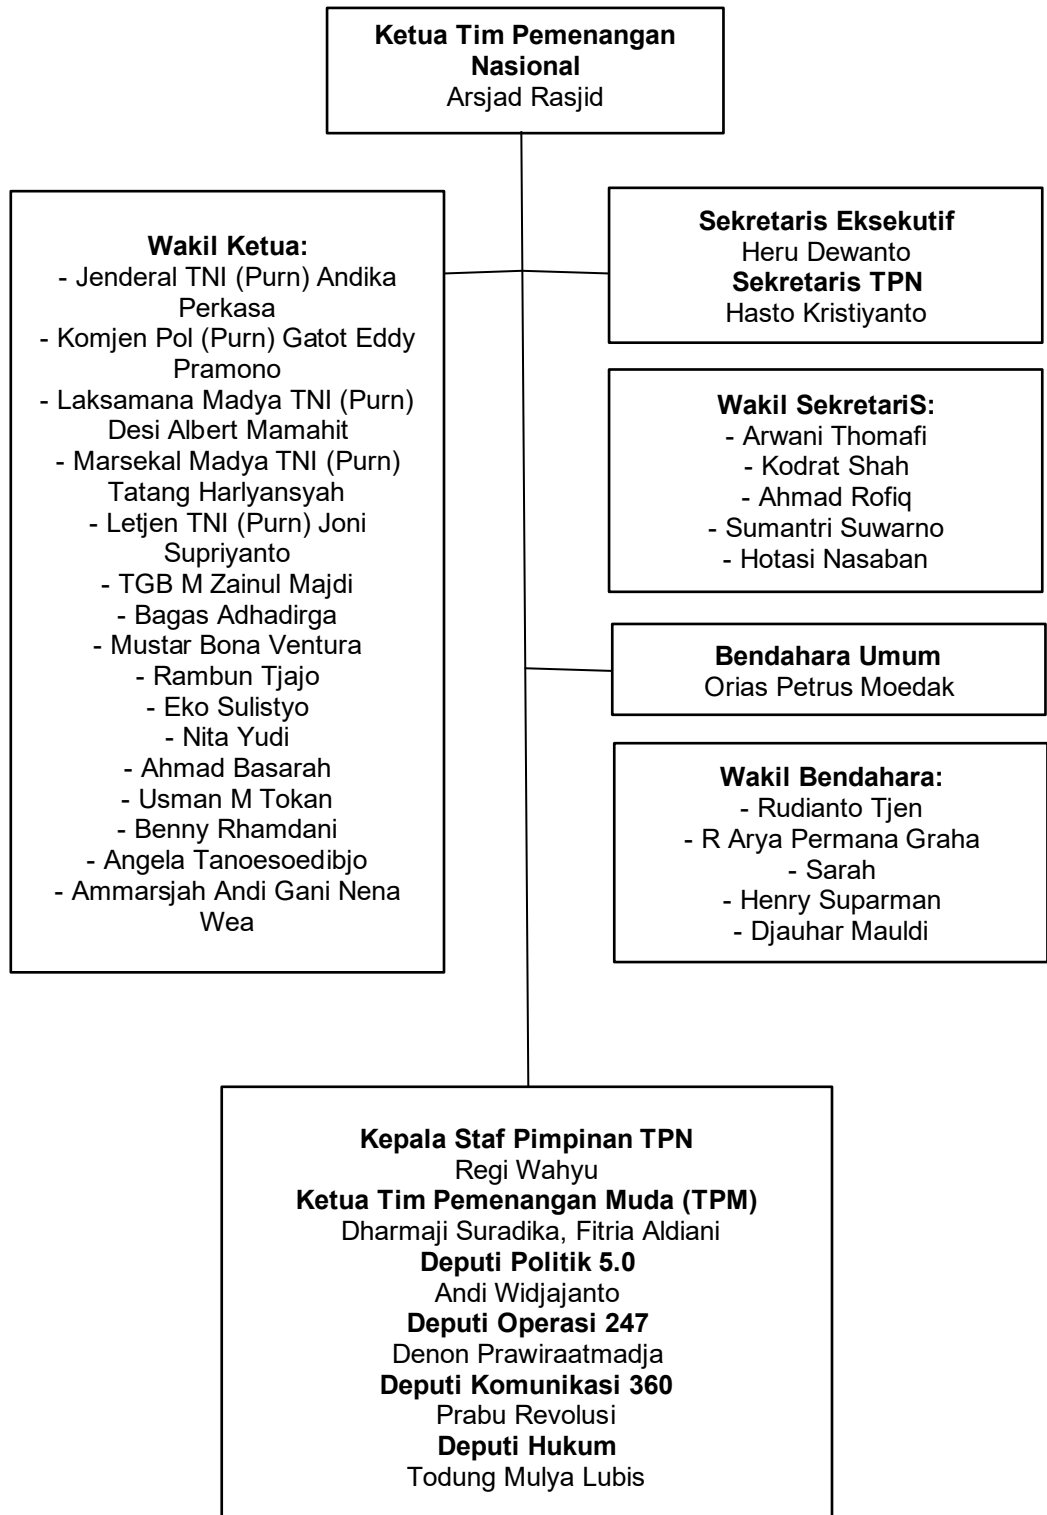 Ketua Tim Pemenangan
Nasional
Arsjad Rasjid
Wakil Ketua:
- Jenderal TNI (Purn) Andika
Perkasa
- Komjen Pol (Purn) Gatot Eddy
Pramono
- Laksamana Madya TNI (Purn)
Desi Albert Mamahit
- Marsekal Madya TNI (Purn)
Tatang Harlyansyah
- Letjen TNI (Purn) Joni
Supriyanto
- TGB M Zainul Majdi
- Bagas Adhadirga
- Mustar Bona Ventura
- Rambun Tjajo
- Eko Sulistyo
- Nita Yudi
- Ahmad Basarah
- Usman M Tokan
- Benny Rhamdani
- Angela Tanoesoedibjo
- Ammarsjah Andi Gani Nena
Wea
Sekretaris Eksekutif
Heru Dewanto
Sekretaris TPN
Hasto Kristiyanto
Wakil SekretariS:
- Arwani Thomafi
- Kodrat Shah
- Ahmad Rofiq
- Sumantri Suwarno
- Hotasi Nasaban
Bendahara Umum
Orias Petrus Moedak
Wakil Bendahara:
- Rudianto Tjen
- R Arya Permana Graha
- Sarah
- Henry Suparman
- Djauhar Mauldi
Kepala Staf Pimpinan TPN
Regi Wahyu
Ketua Tim Pemenangan Muda (TPM)
Dharmaji Suradika, Fitria Aldiani
Deputi Politik 5.0
Andi Widjajanto
Deputi Operasi 247
Denon Prawiraatmadja
Deputi Komunikasi 360
Prabu Revolusi
Deputi Hukum
Todung Mulya Lubis